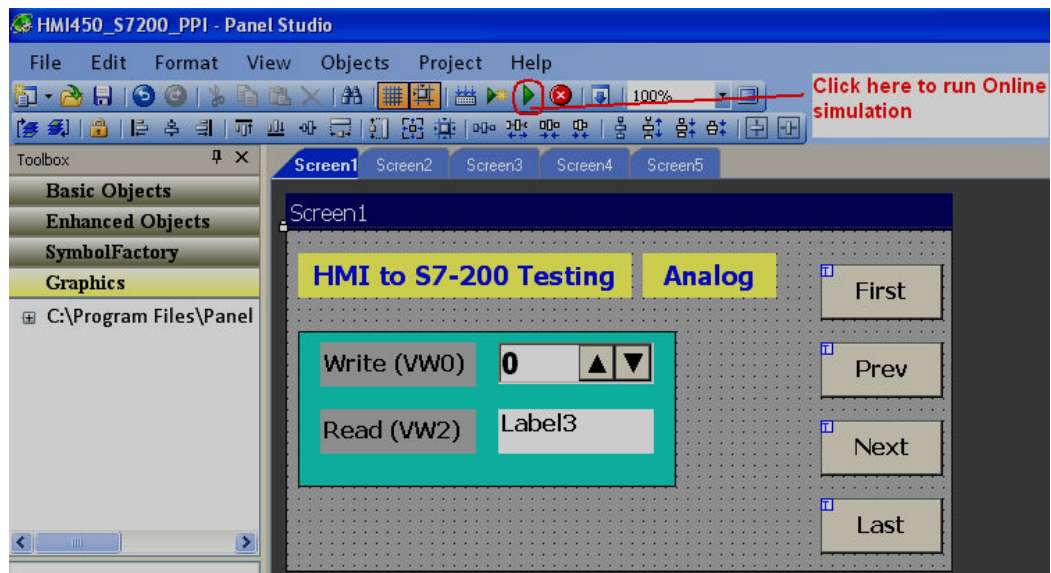 HMI450_S7200_PPI - Panel Studio
File Edit Format View Objects Project Help
100%
Click here to run Online
simulation
Toolbox
Screen1 Screen2 Screen3 Screen4 Screen5
Basic Objects
Enhanced Objects
SymbolFactory
Graphics
C:\Program Files\Panel
Screen1
HMI to S7-200 Testing Analog
First
Write (VW0) 0
Prev
Read (VW2) Label3
Next
Last